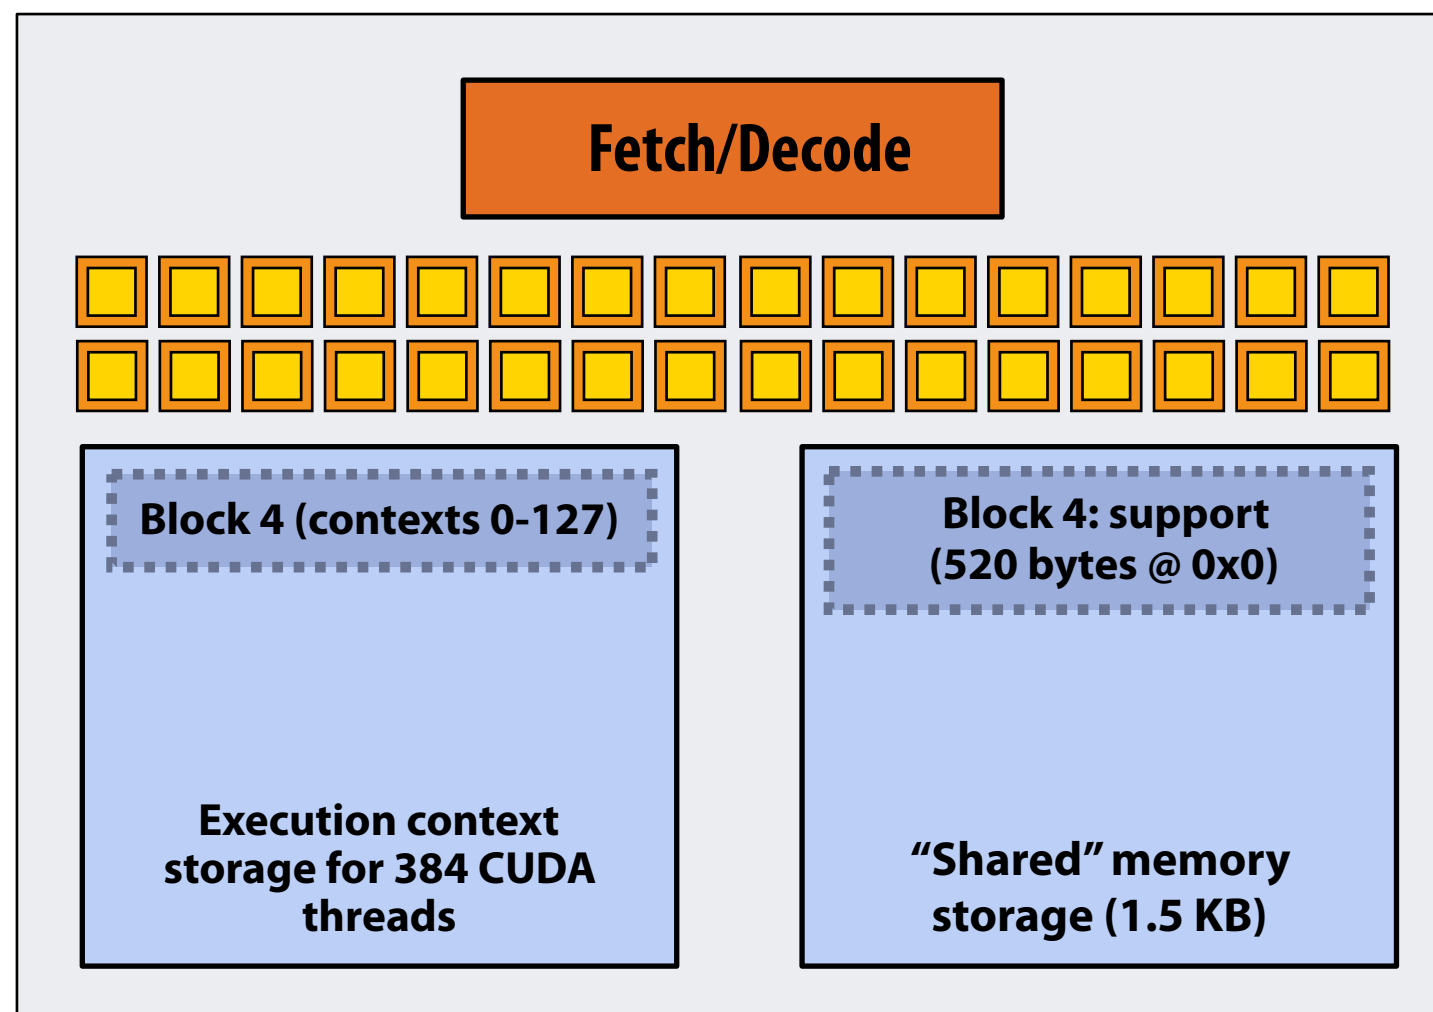 Fetch/Decode
Block 4 (contexts 0-127)
Execution context
storage for 384 CUDA
threads
Block 4: support
(520 bytes @ 0x0)
“Shared” memory
storage (1.5 KB)